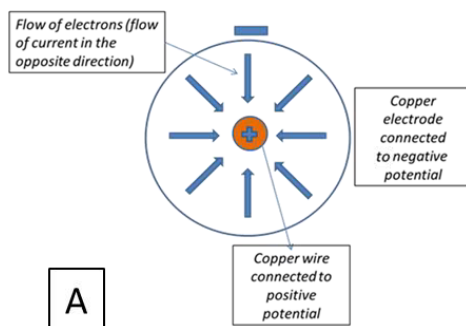 Flow of electrons (flow
of current in the
opposite direction)
Copper
electrode
connected
to negative
potential
Copper wire
connected to
positive
potential
A